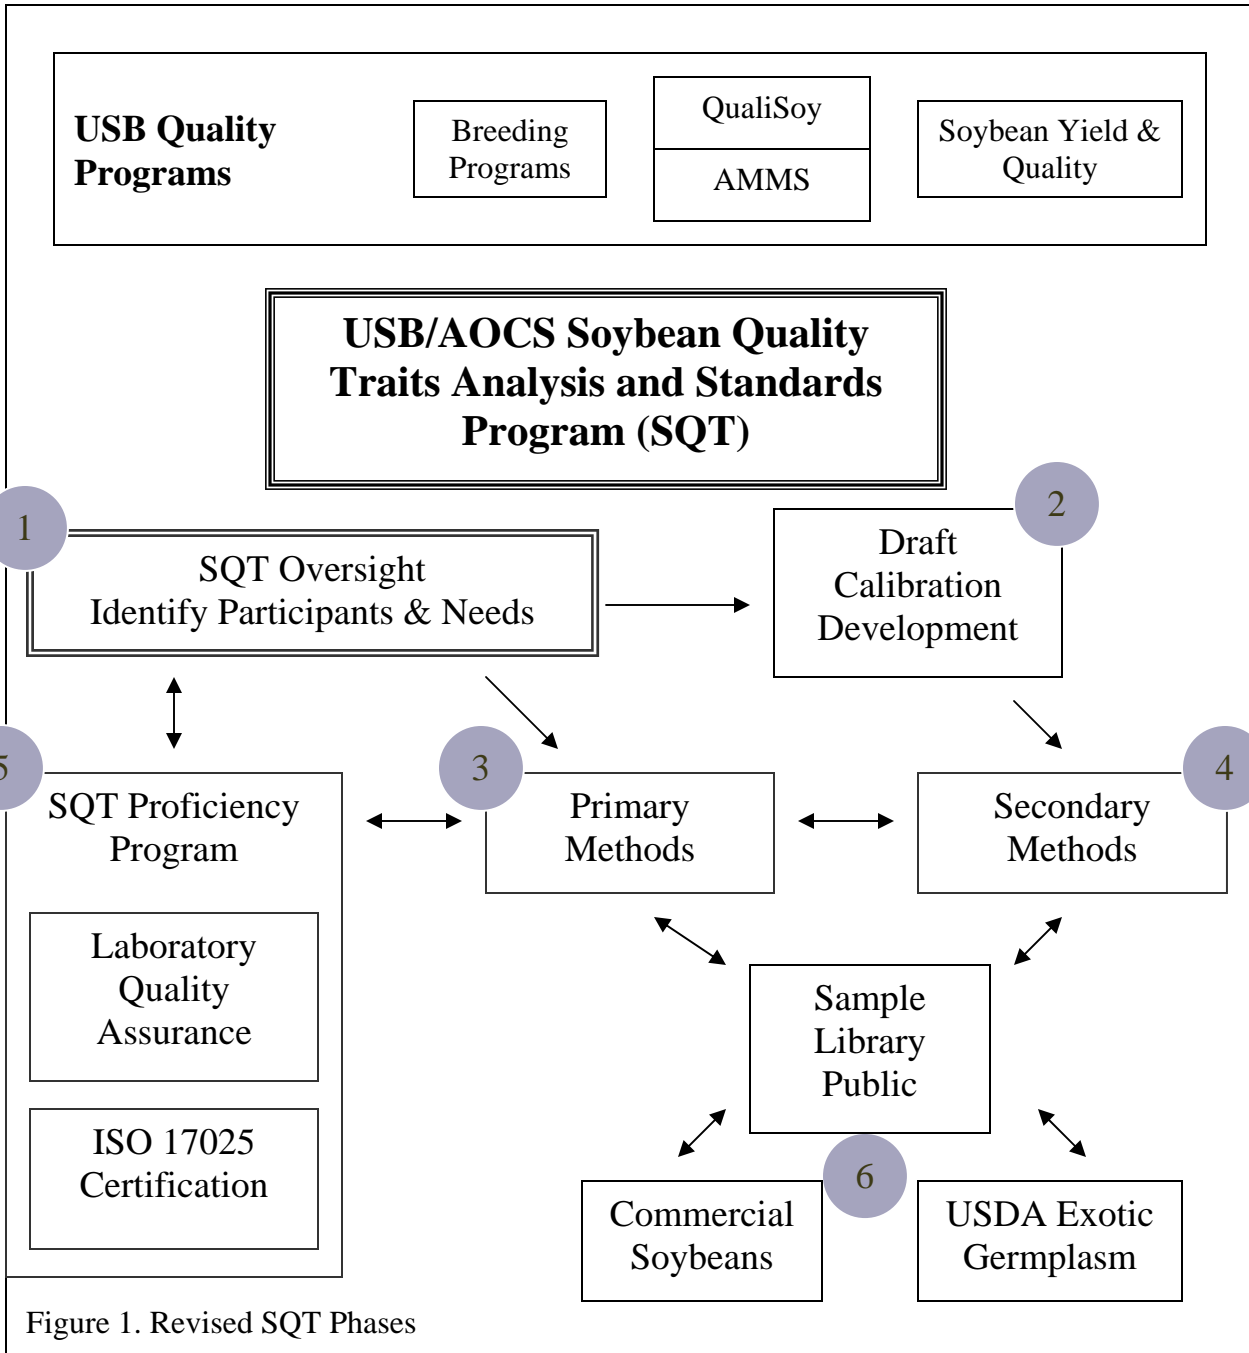 USB Quality
Programs
Breeding
Programs
QualiSoy
AMMS
Soybean Yield &
Quality
USB/AOCS Soybean Quality
Traits Analysis and Standards
Program (SQT)
1
SQT Oversight
Identify Participants & Needs
2
Draft
Calibration
Development
5
SQT Proficiency
Program
Laboratory
Quality
Assurance
ISO 17025
Certification
3
Primary
Methods
4
Secondary
Methods
Sample
Library
Public
6
Commercial
Soybeans
USDA Exotic
Germplasm
Figure 1. Revised SQT Phases